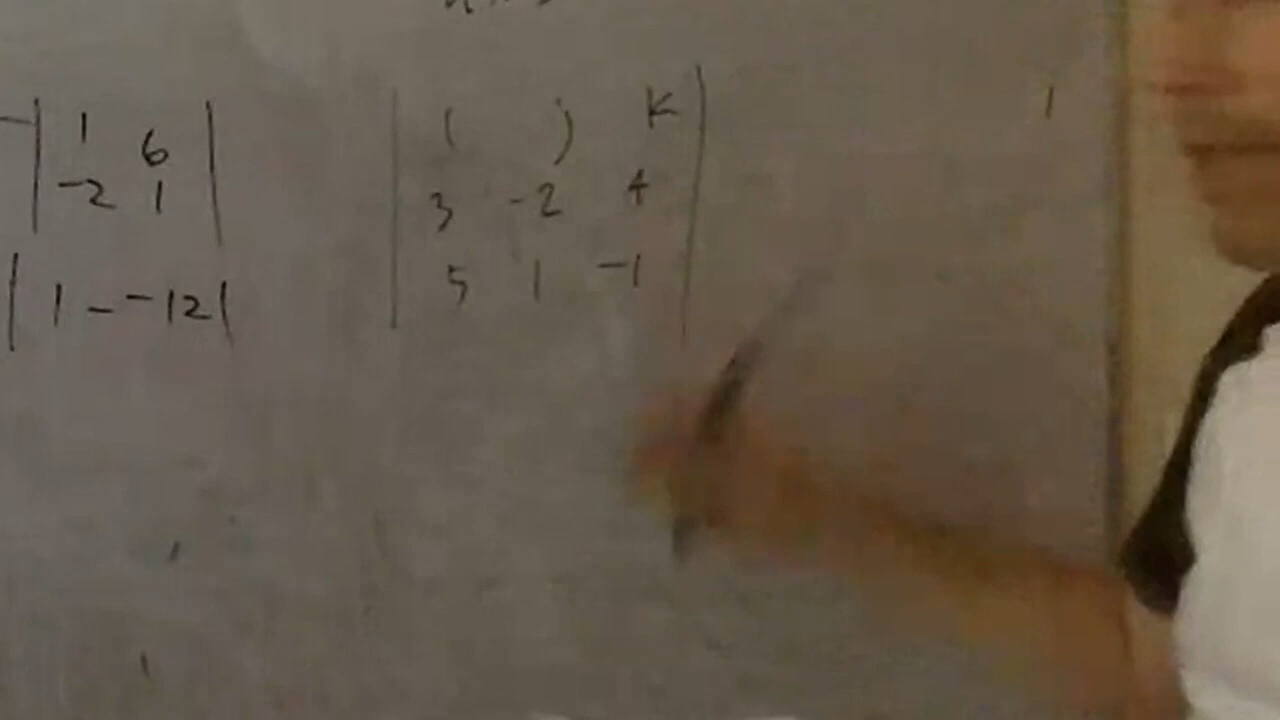 | 1 6 |
| -2 1 |
| 1 - -12 |
| i j k |
| 3 -2 4 |
| 5 1 -1 |